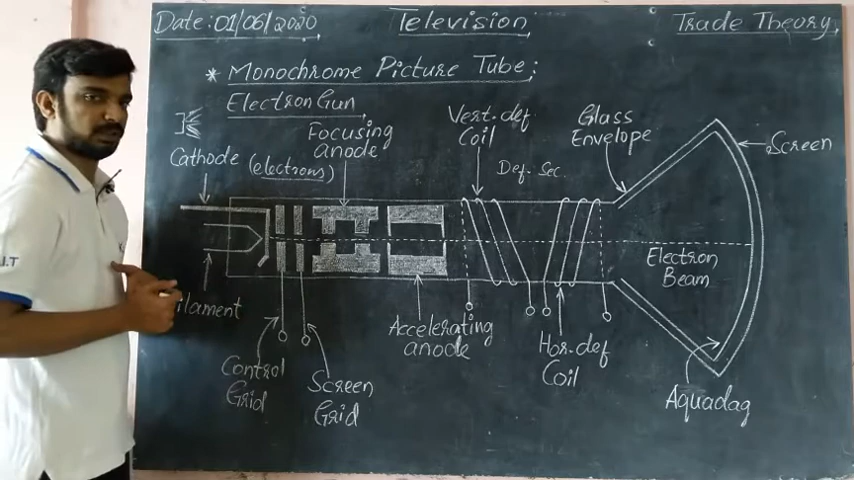 Date: 01/06/2020
Television
Trade Theory.
* Monochrome Picture Tube:
Electron Gun
Cathode
(electrons)
Focusing
anode
Vert. def.
Coil
Def. Sec.
Glass
Envelope
Screen
Electron
Beam
ilament
Control
Grid
Screen
Grid
Accelerating
anode
Hor. def
Coil
Aquadag
I.T